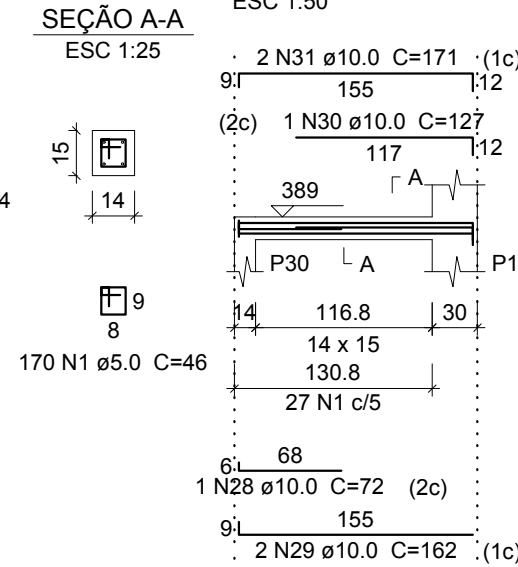 ESC 1:50
SEÇÃO A-A
ESC 1:25
2 N31 ø10.0 C=171 (1c)
9
155
12
(2c) 1 N30 ø10.0 C=127
117
12
15
14
4
A
389
P30
A
P1
14
116.8
30
14 x 15
130.8
27 N1 c/5
9
8
170 N1 ø5.0 C=46
68
6
1 N28 ø10.0 C=72 (2c)
155
9
2 N29 ø10.0 C=162 (1c)